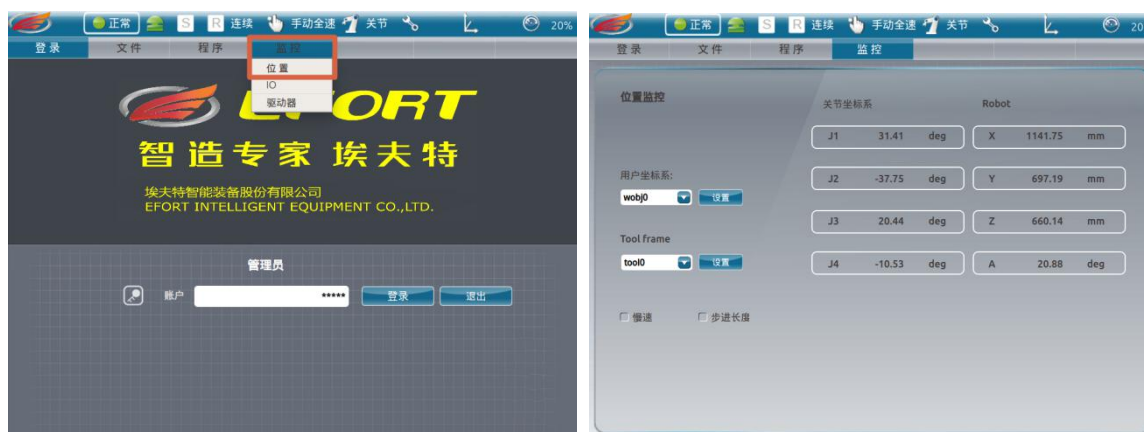 正常 S R 连续 手动全速 关节 20%
登录 文件 程序 监控
位置
IO
驱动器
EFORT
智造专家 埃夫特
埃夫特智能装备股份有限公司
EFORT INTELLIGENT EQUIPMENT CO.,LTD.
管理员
账户 ***** 登录 退出
正常 S R 连续 手动全速 关节 20
登录 文件 程序 监控
位置监控 关节坐标系 Robot
J1 31.41 deg X 1141.75 mm
用户坐标系: J2 -37.75 deg Y 697.19 mm
wobj0 设置
J3 20.44 deg Z 660.14 mm
Tool frame
tool0 设置 J4 -10.53 deg A 20.88 deg
慢速 步进长度